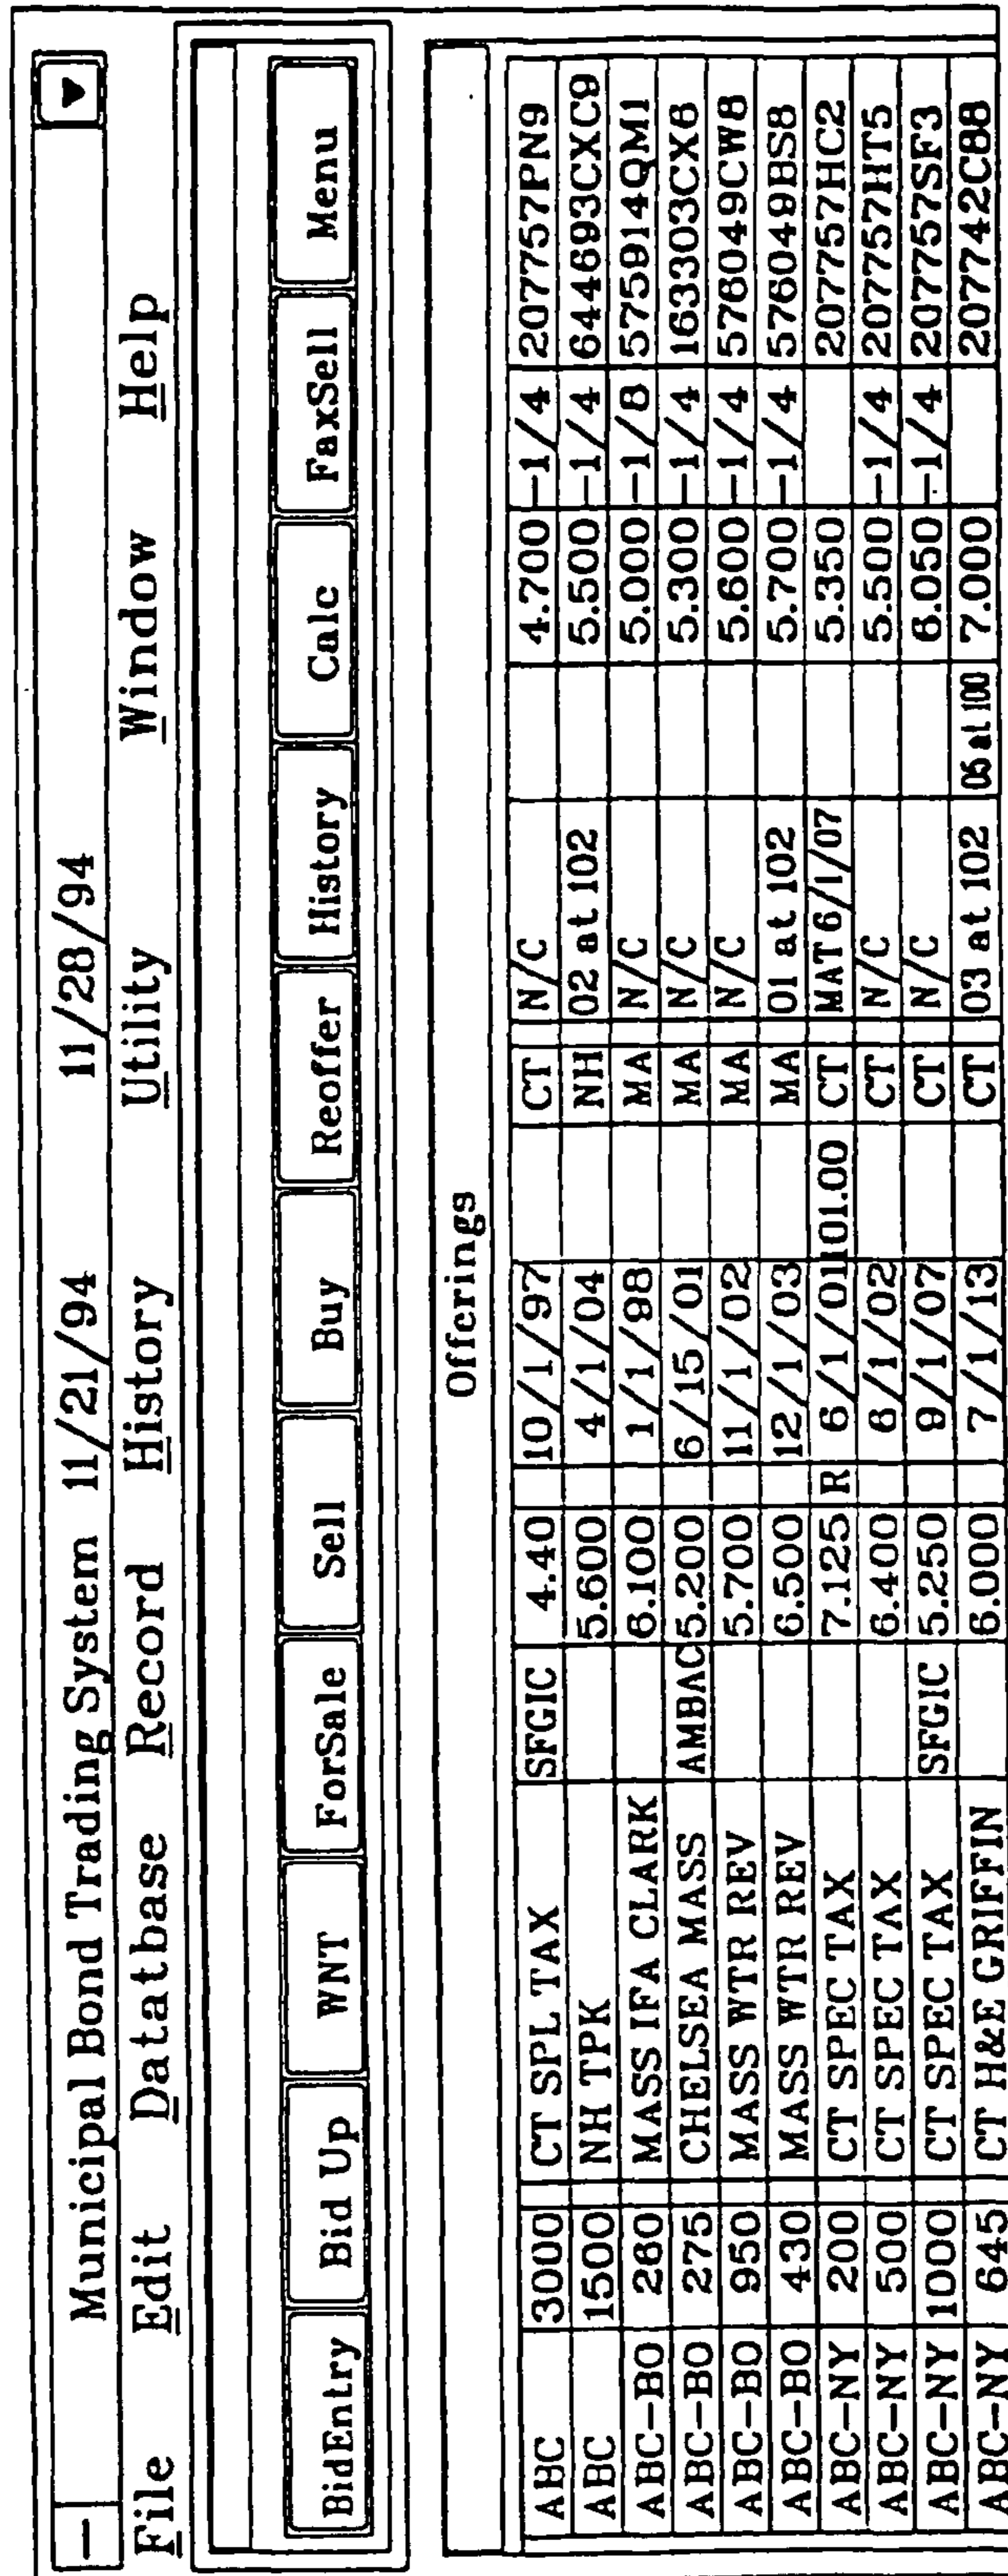 Municipal Bond Trading System 11/21/94 11/28/94
File Edit Datatbase Record History Utility Window Help
BidEntry Bid Up WNT ForSale Sell Buy Reoffer History Calc FaxSell Menu
Offerings
ABC 3000 CT SPL TAX SFGIC 4.40 10/1/97 CT N/C 4.700 -1/4 207757PN9
ABC 1500 NH TPK 5.600 4/1/04 NH 02 at 102 5.500 -1/4 644693CXC9
ABC-BO 280 MASS IFA CLARK 6.100 1/1/98 MA N/C 5.000 -1/8 575914QM1
ABC-BO 275 CHELSEA MASS AMBAC 5.200 6/15/01 MA N/C 5.300 -1/4 163303CX6
ABC-BO 950 MASS WTR REV 5.700 11/1/02 MA N/C 5.600 -1/4 576049CW8
ABC-BO 430 MASS WTR REV 6.500 12/1/03 MA 01 at 102 5.700 -1/4 576049BS8
ABC-NY 200 CT SPEC TAX 7.125 R 6/1/01 101.00 CT MAT 6/1/07 5.350 207757HC2
ABC-NY 500 CT SPEC TAX 6.400 6/1/02 CT N/C 5.500 -1/4 207757HT5
ABC-NY 1000 CT SPEC TAX SFGIC 5.250 9/1/07 CT N/C 6.050 -1/4 207757SF3
ABC-NY 645 CT H&E GRIFFIN 6.000 7/1/13 CT 03 at 102 05 at 100 7.000 207742C88